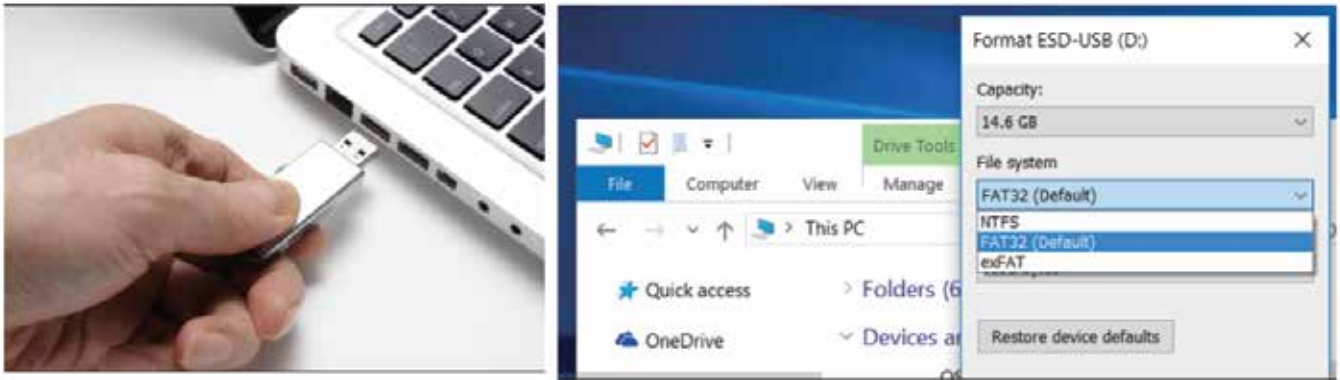 Format ESD-USB (D:)
Capacity:
14.6 GB
File system
FAT32 (Default)
NTFS
FAT32 (Default)
exFAT
Restore device defaults
Drive Tools
File Computer View Manage
This PC
Quick access
Folders (6
OneDrive
Devices a